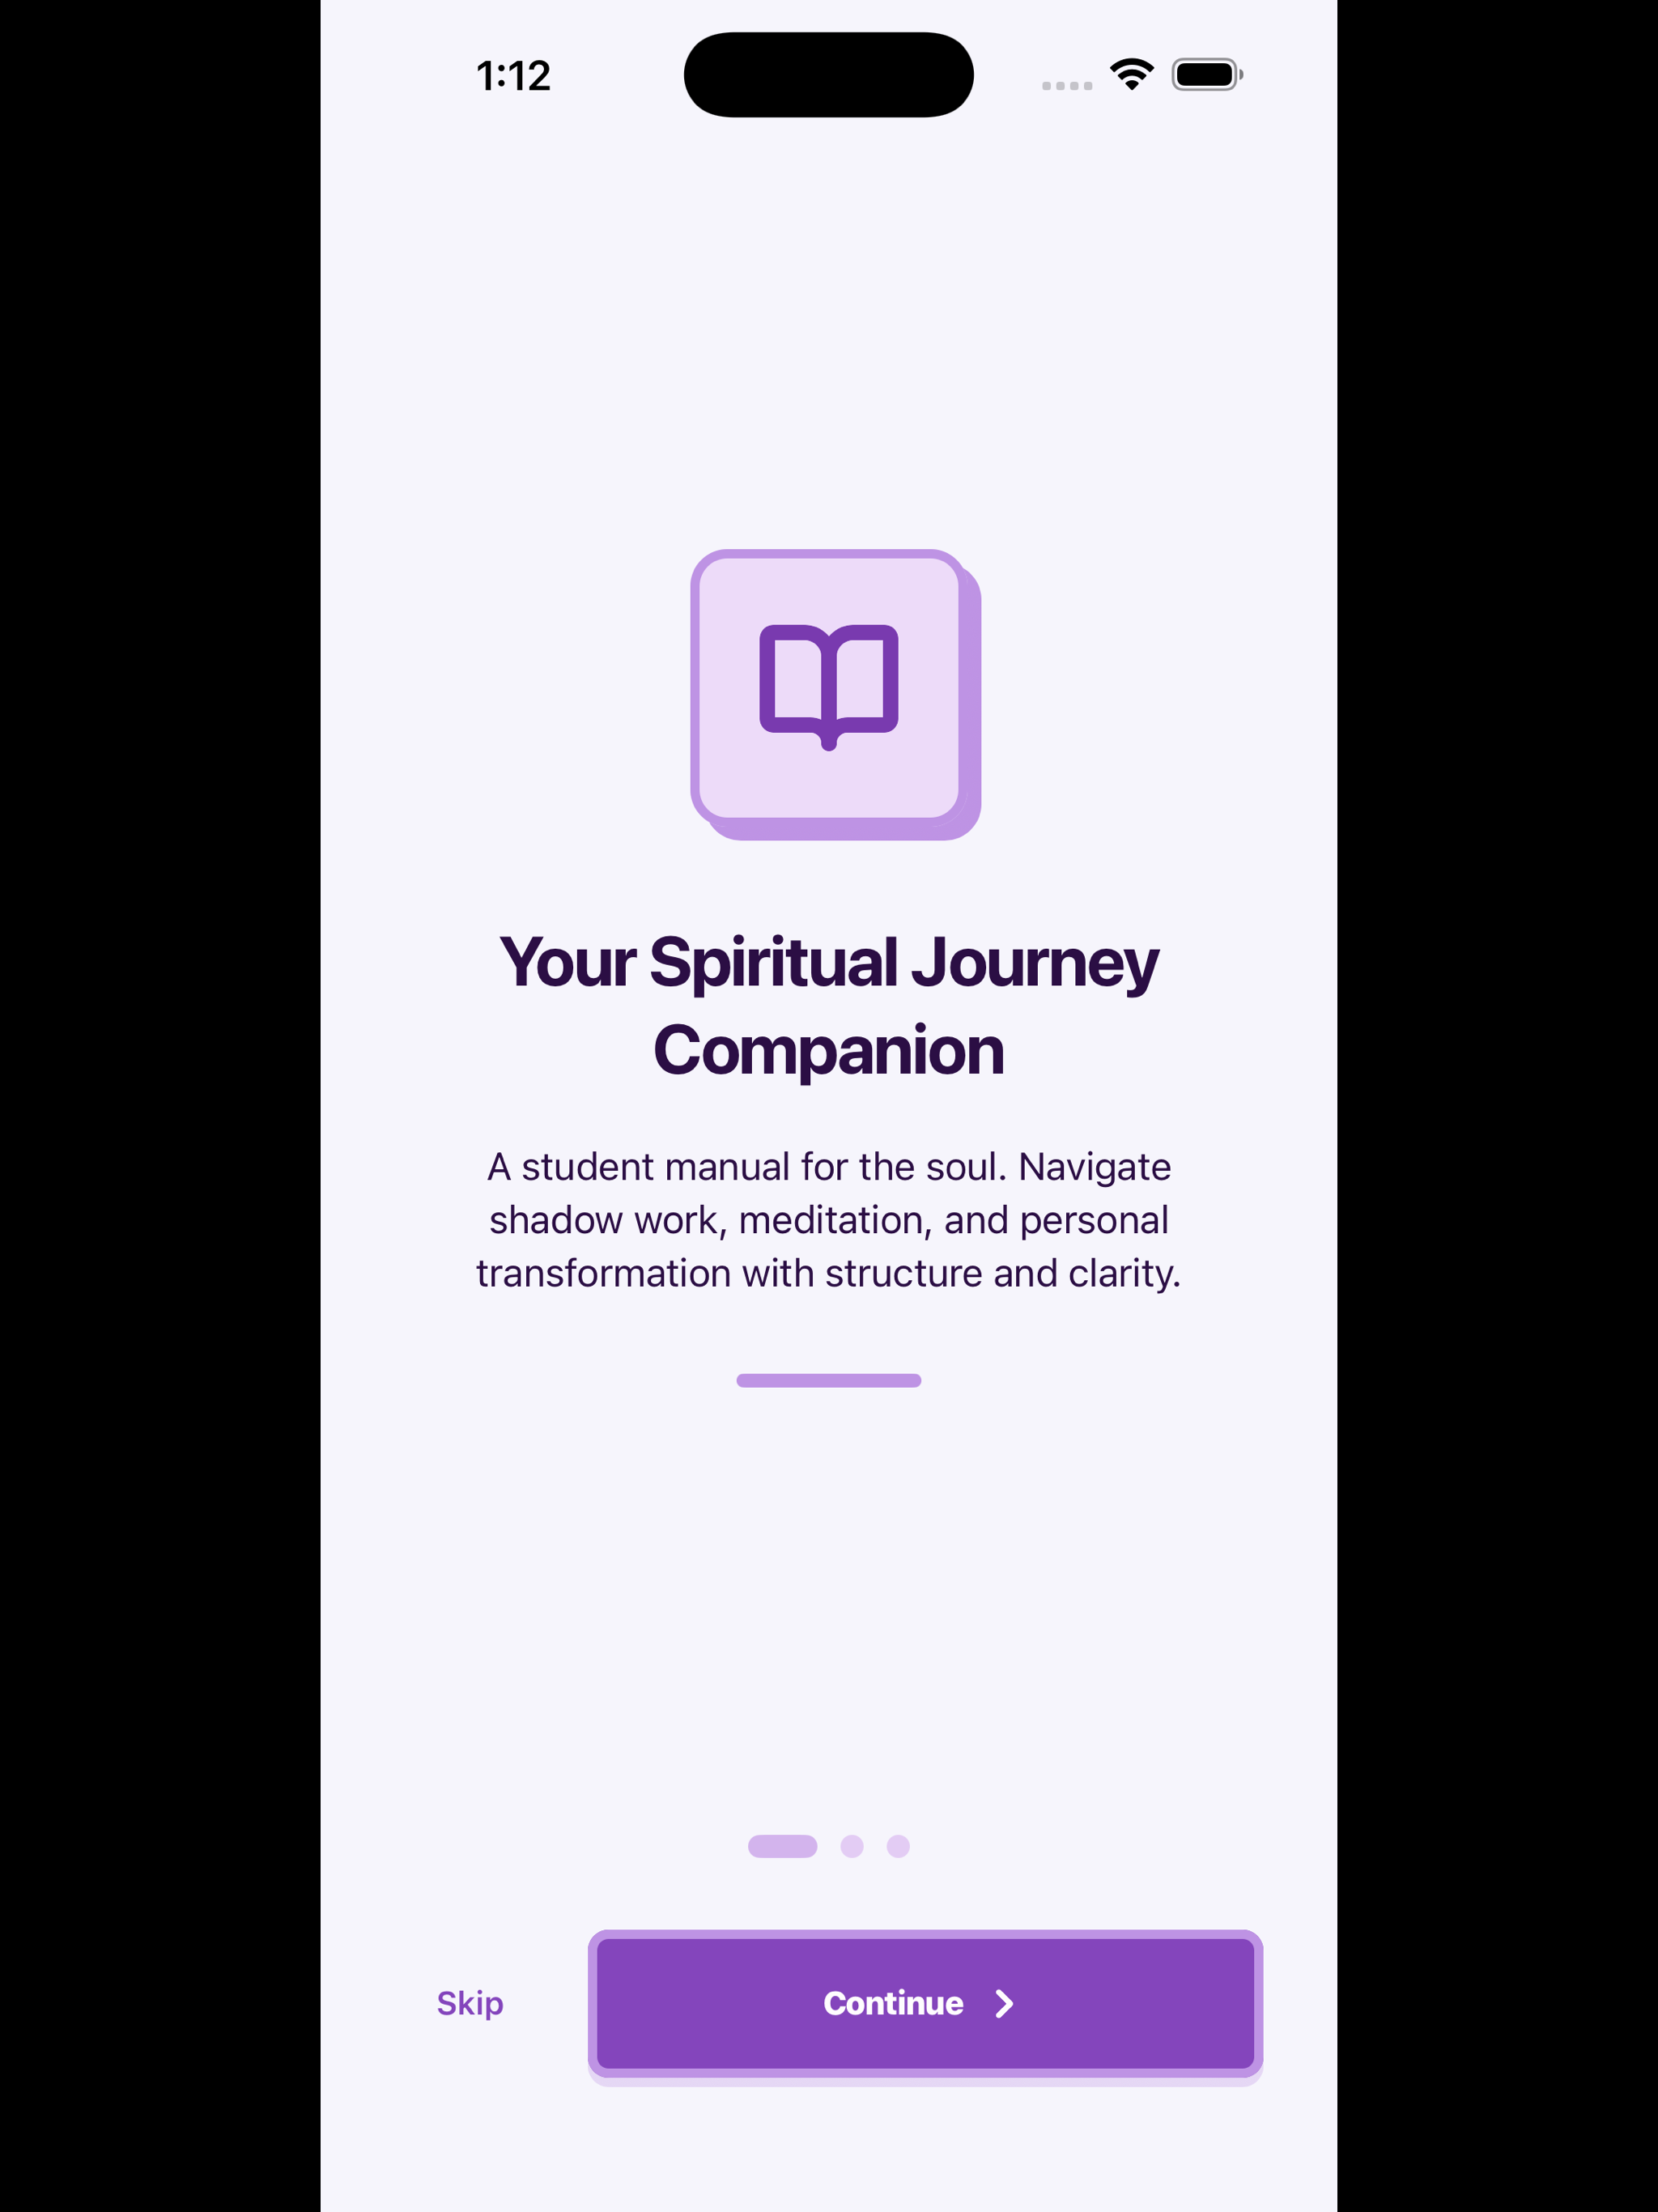 1:12
Your Spiritual Journey
Companion
A student manual for the soul. Navigate
shadow work, meditation, and personal
transformation with structure and clarity.
Skip
Continue